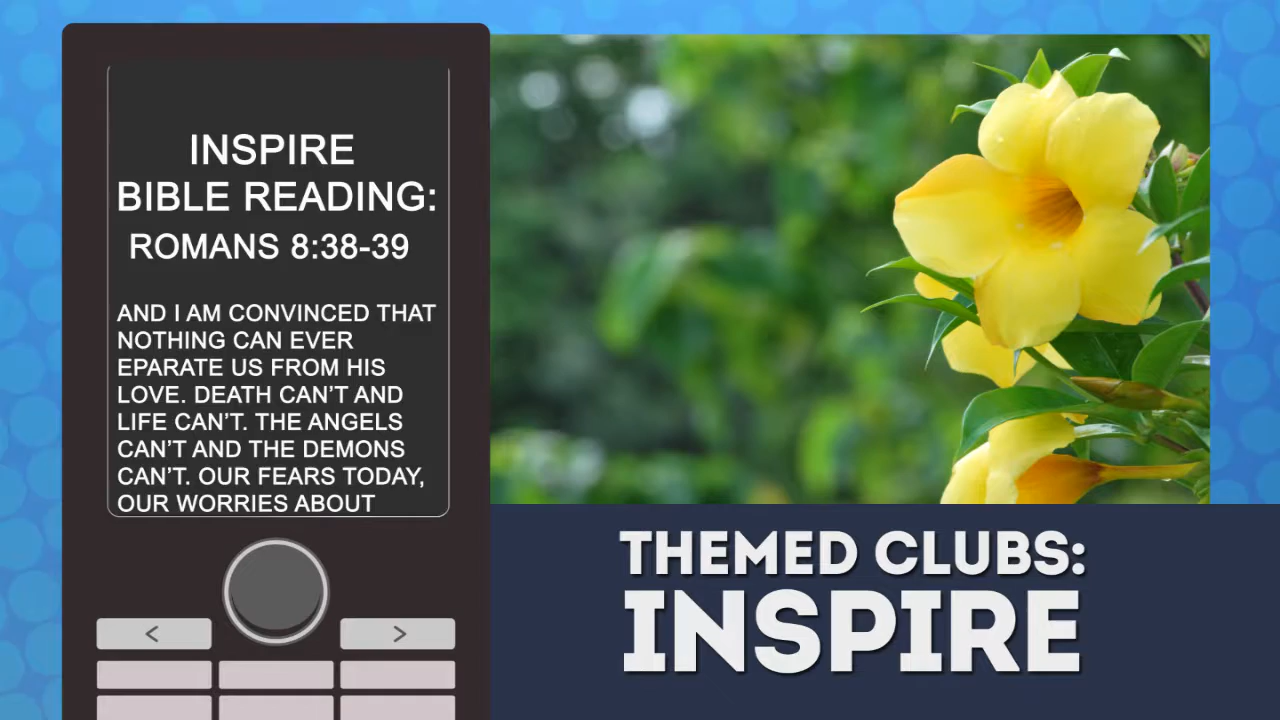 INSPIRE
BIBLE READING:
ROMANS 8:38-39
AND I AM CONVINCED THAT
NOTHING CAN EVER
EPARATE US FROM HIS
LOVE. DEATH CAN'T AND
LIFE CAN'T. THE ANGELS
CAN'T AND THE DEMONS
CAN'T. OUR FEARS TODAY,
OUR WORRIES ABOUT
<
>
THEMED CLUBS:
INSPIRE